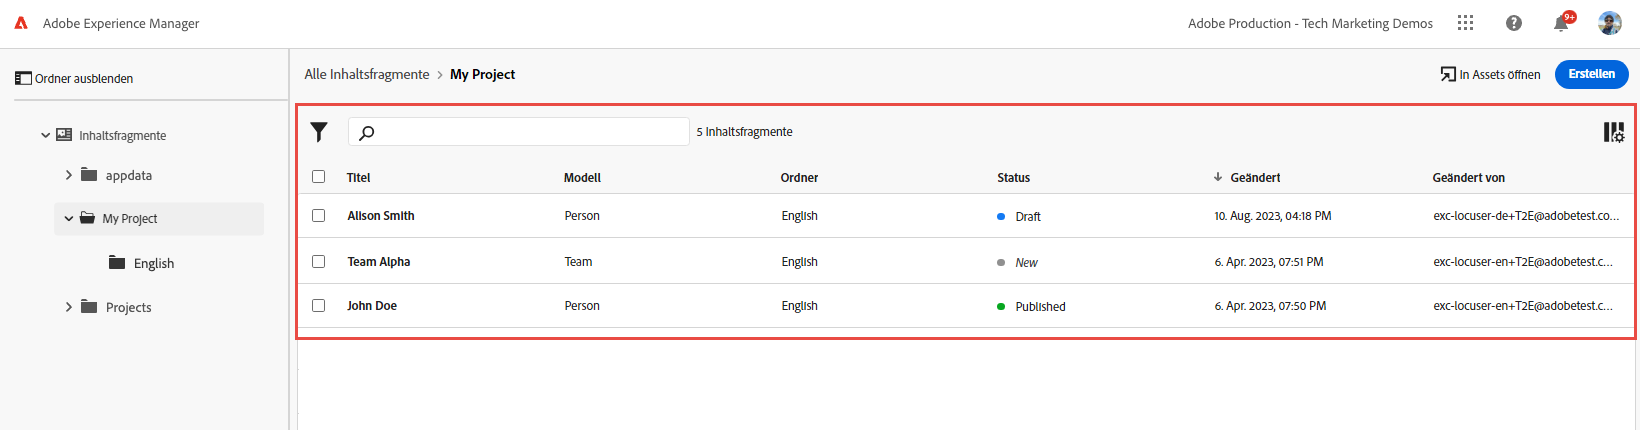 Adobe Experience Manager
Adobe Production - Tech Marketing Demos
9+
Ordner ausblenden
Alle Inhaltsfragmente > My Project
In Assets öffnen
Erstellen
Inhaltsfragmente
appdata
My Project
English
Projects
5 Inhaltsfragmente
Titel Modell Ordner Status Geändert Geändert von
Alison Smith Person English Draft 10. Aug. 2023, 04:18 PM exc-locuser-de+T2E@adobetest.co...
Team Alpha Team English New 6. Apr. 2023, 07:51 PM exc-locuser-en+T2E@adobetest.c...
John Doe Person English Published 6. Apr. 2023, 07:50 PM exc-locuser-en+T2E@adobetest.c...